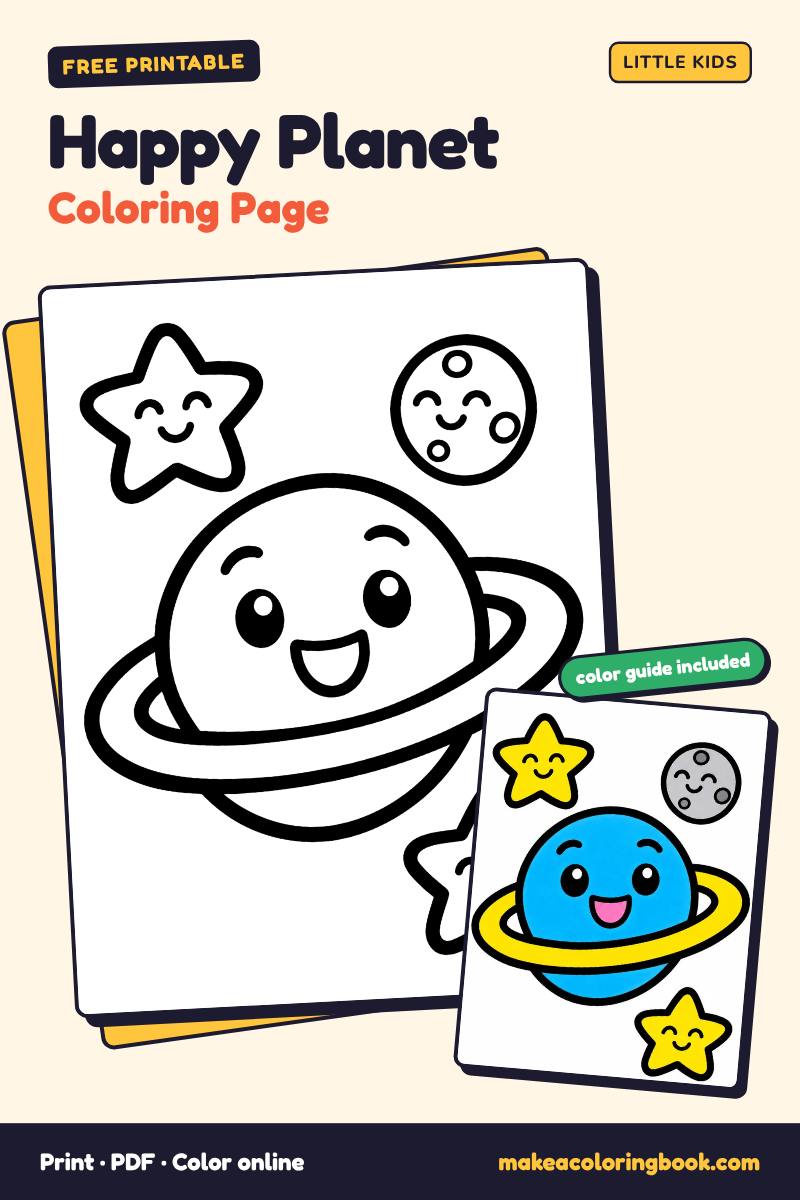 FREE PRINTABLE
LITTLE KIDS
Happy Planet
Coloring Page
color guide included
Print · PDF · Color online
makeacoloringbook.com